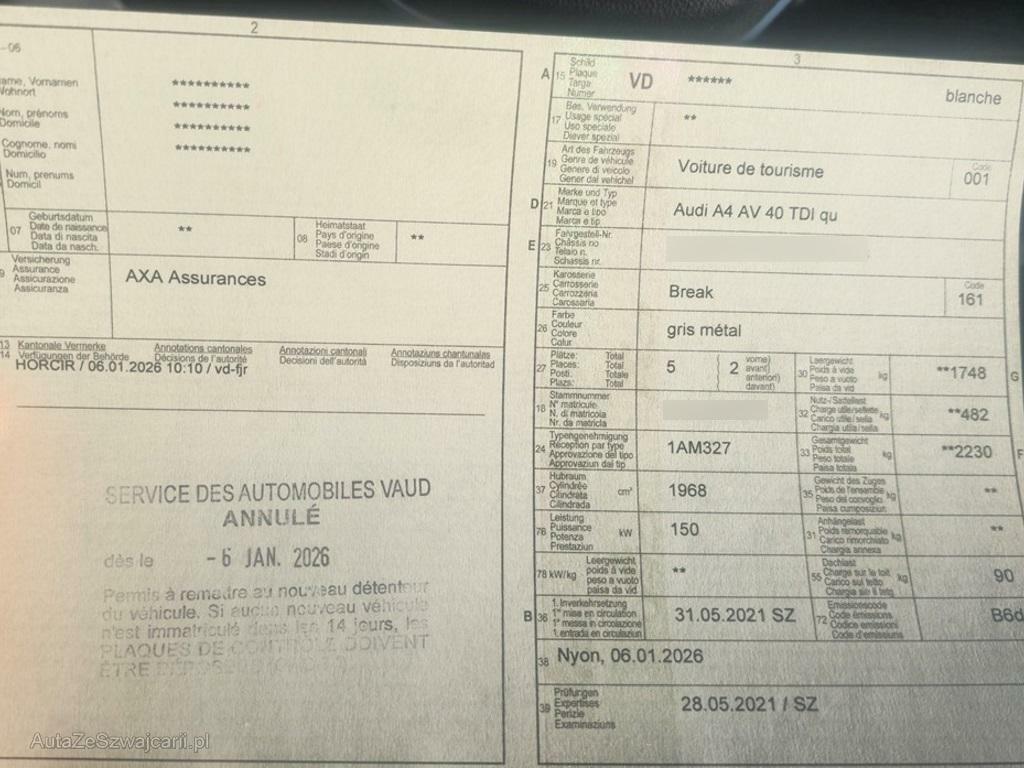 2
-06
ame, Vornamen
Wohnort
Nom, prénoms
Domicile
Cognome, nomi
Domicilio
Num, prenums
Domicil
**********
**********
**********
**********
07
Geburtsdatum
Date de naissance
Data di nascita
Data da nasch.
**
08
Heimatstaat
Pays d'origine
Paese d'origine
Stadi d'origin
**
9
Versicherung
Assurance
Assicurazione
Assicuranza
AXA Assurances
13 Kantonale Vermerke Annotations cantonales Annotazioni cantonali Annotaziuns chantunalas
14 Verfügungen der Behörde Décisions de l'autorité Decisioni dell'autorità Disposiziuns da l'autoritad
HORCIR / 06.01.2026 10:10 / vd-fjr
SERVICE DES AUTOMOBILES VAUD
ANNULÉ
dès le - 6 JAN. 2026
Permis à remettre au nouveau détenteur
du véhicule. Si aucun nouveau véhicule
n'est immatriculé dans les 14 jours, les
PLAQUES DE CONTRÔLE DOIVENT
ÊTRE DÉPOSÉES
3
A 15
Schild
Plaque
Targa
Numer
VD ****** blanche
17
Bes. Verwendung
Usage spécial
Uso speciale
Diever spezial
**
19
Art des Fahrzeugs
Genre de véhicule
Genere di veicolo
Gener dal vehichel
Voiture de tourisme
Code
001
D 21
Marke und Typ
Marque et type
Marca e tipo
Marca e tip
Audi A4 AV 40 TDI qu
E 23
Fahrgestell-Nr.
Châssis no
Telaio n.
Schassis nr.
25
Karosserie
Carrosserie
Carrozzeria
Carossaria
Break
Code
161
26
Farbe
Couleur
Colore
Colur
gris métal
27
Plätze: Total
Places: Total
Posti: Totale
Plazs: Total
5
2
vorne)
avant)
anteriori)
davant)
30
Leergewicht
Poids à vide
Peso a vuoto
Paisa da vid
kg
**1748
G
18
Stammnummer
N° matricule
N. di matricola
Nr. da matricla
32
Nutz-/Sattellast
Charge utile/sellette
Carico utile/sella
Chargia utila/sella
kg
**482
24
Typengenehmigung
Réception par type
Approvazione del tipo
Approvaziun dal tip
1AM327
33
Gesamtgewicht
Poids total
Peso totale
Paisa totala
kg
**2230
F
37
Hubraum
Cylindrée
Cilindrata
Cilindrada
cm³
1968
35
Gewicht des Zuges
Poids de l'ensemble
Peso del convoglio
Paisa cumposiziun
kg
**
76
Leistung
Puissance
Potenza
Prestaziun
kW
150
31
Anhängelast
Poids remorquable
Carico rimorchiato
Chargia annexa
kg
**
78 kW/kg
Leergewicht
poids à vide
peso a vuoto
paisa da vid
**
55
Dachlast
Charge sur le toit
Carico sul tetto
Chargia sin il tetg
kg
90
B 36
1. Inverkehrsetzung
1re mise en circulation
1a messa in circolazione
1. entrada en circulaziun
31.05.2021 SZ
72
Emissionscode
Code émissions
Codice emissioni
Code d'emissiuns
B6d
38 Nyon, 06.01.2026
39
Prüfungen
Expertises
Perizie
Examinaziuns
28.05.2021 / SZ
AutaZeSzwajcarii.pl